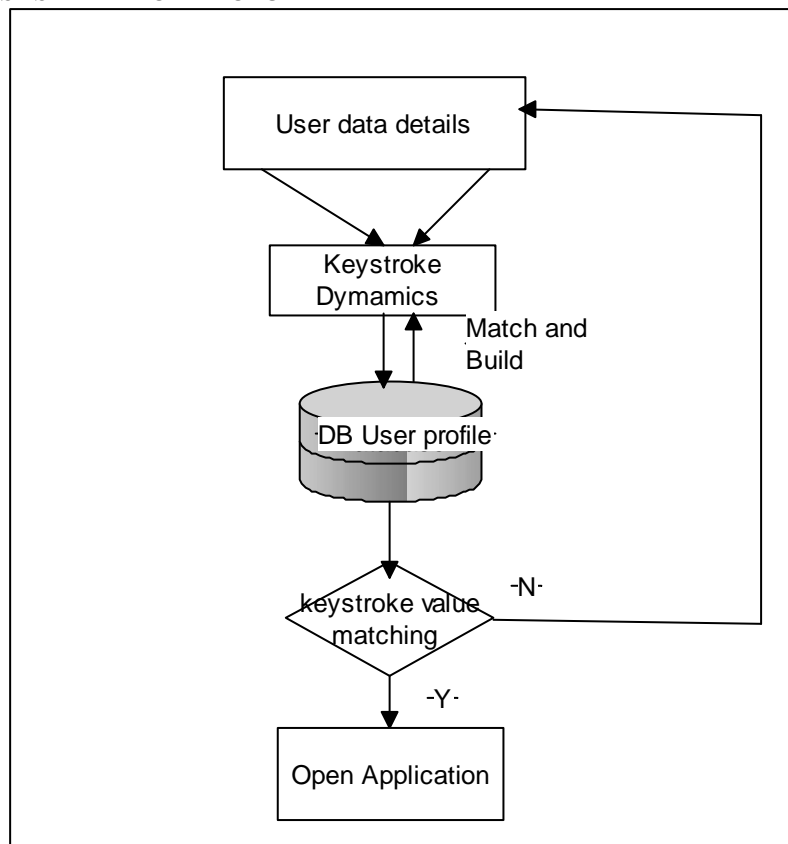 User data details
Keystroke
Dymamics
Match and
Build
DB User profile
keystroke value
matching
-N-
-Y-
Open Application